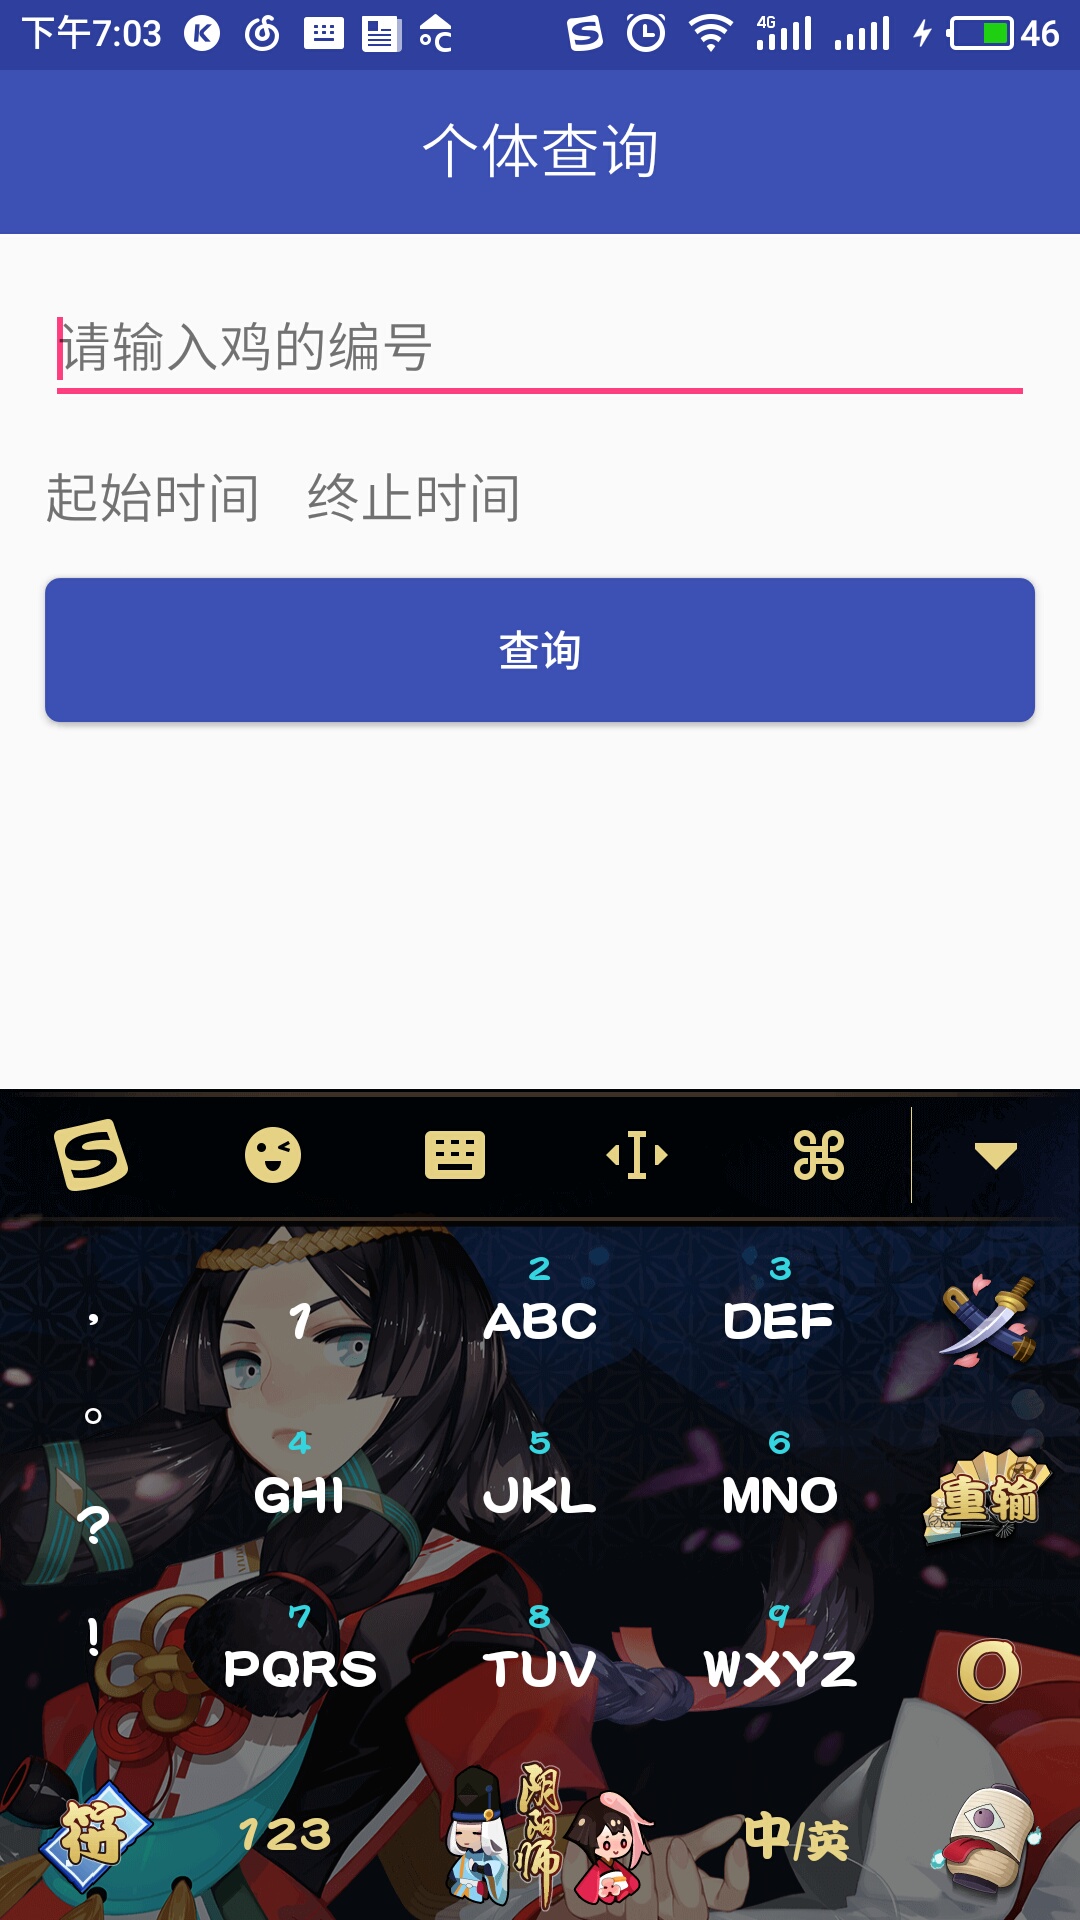 下午7:03 4G 46
个体查询
请输入鸡的编号
起始时间 终止时间
查询
, 1 2 ABC 3 DEF
。 4 GHI 5 JKL 6 MNO 重输
?
! 7 PQRS 8 TUV 9 WXYZ 0
符 123 阴阳师 中/英